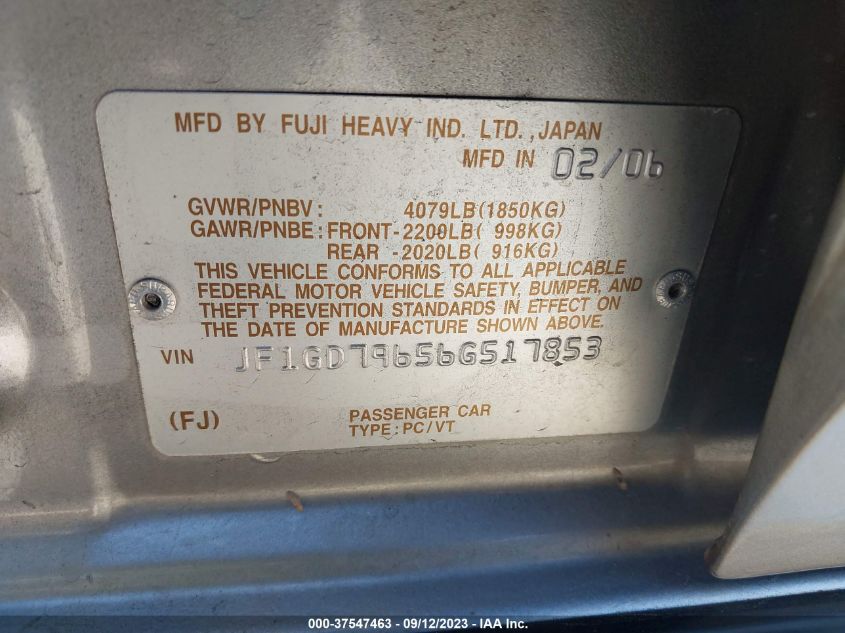 MFD BY FUJI HEAVY IND. LTD., JAPAN
MFD IN 02/06
GVWR/PNBV: 4079LB(1850KG)
GAWR/PNBE: FRONT-2200LB( 998KG)
REAR -2020LB( 916KG)
THIS VEHICLE CONFORMS TO ALL APPLICABLE
FEDERAL MOTOR VEHICLE SAFETY, BUMPER, AND
THEFT PREVENTION STANDARDS IN EFFECT ON
THE DATE OF MANUFACTURE SHOWN ABOVE.
VIN JF1GD79656G517853
(FJ) PASSENGER CAR
TYPE: PC/VT
000-37547463 - 09/12/2023 - IAA Inc.